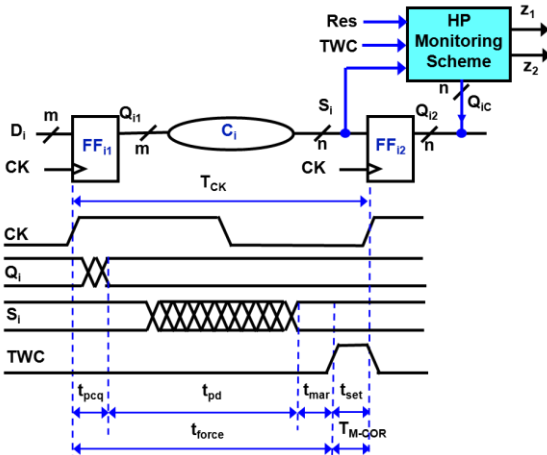 Res
TWC
HP
Monitoring
Scheme
z1
z2
n
QiC
Di
m
Qi1
m
Ci
Si
n
Qi2
n
FFi1
FFi2
CK
CK
TCK
CK
Qi
Si
TWC
tpcq
tpd
tmar
tset
tforce
TM-COR